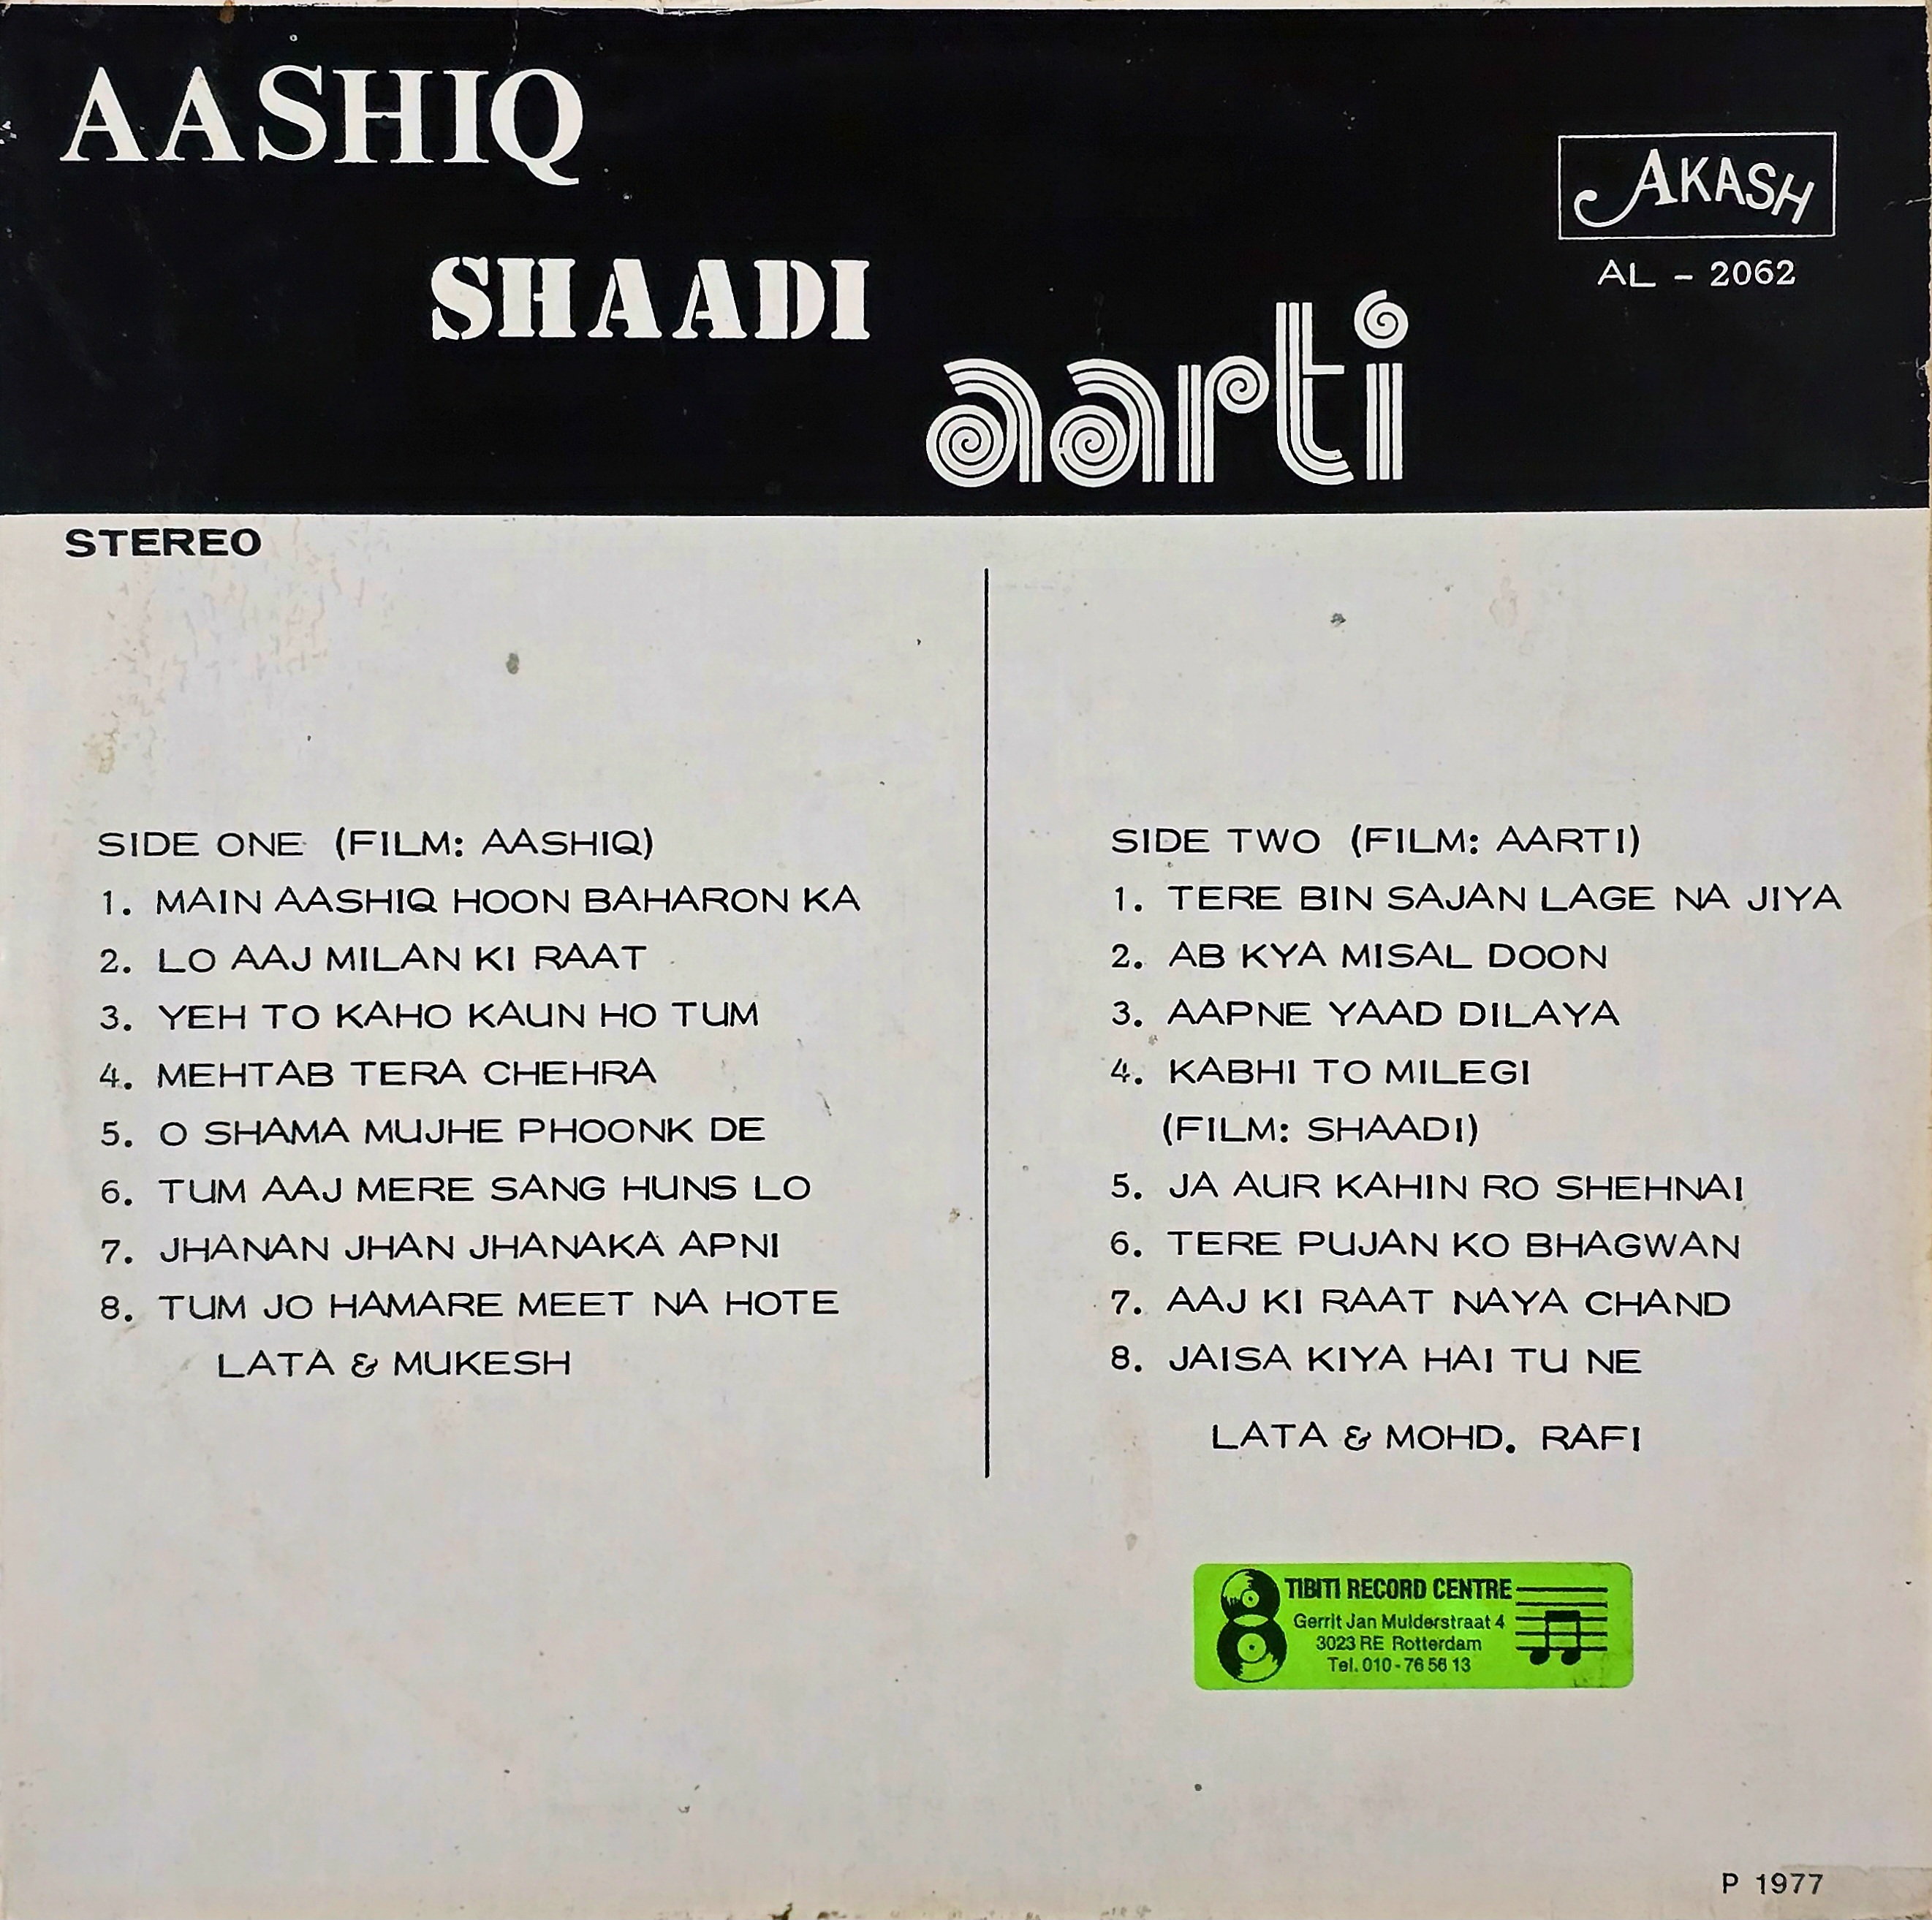 AASHIQ
SHAADI
aarti
AKASH
AL - 2062
STEREO
SIDE ONE (FILM: AASHIQ)
1. MAIN AASHIQ HOON BAHARON KA
2. LO AAJ MILAN KI RAAT
3. YEH TO KAHO KAUN HO TUM
4. MEHTAB TERA CHEHRA
5. O SHAMA MUJHE PHOONK DE
6. TUM AAJ MERE SANG HUNS LO
7. JHANAN JHAN JHANAKA APNI
8. TUM JO HAMARE MEET NA HOTE
LATA & MUKESH
SIDE TWO (FILM: AARTI)
1. TERE BIN SAJAN LAGE NA JIYA
2. AB KYA MISAL DOON
3. AAPNE YAAD DILAYA
4. KABHI TO MILEGI
(FILM: SHAADI)
5. JA AUR KAHIN RO SHEHNAI
6. TERE PUJAN KO BHAGWAN
7. AAJ KI RAAT NAYA CHAND
8. JAISA KIYA HAI TU NE
LATA & MOHD. RAFI
TIBITI RECORD CENTRE
Gerrit Jan Mulderstraat 4
3023 RE Rotterdam
Tel. 010 - 76 56 13
P 1977